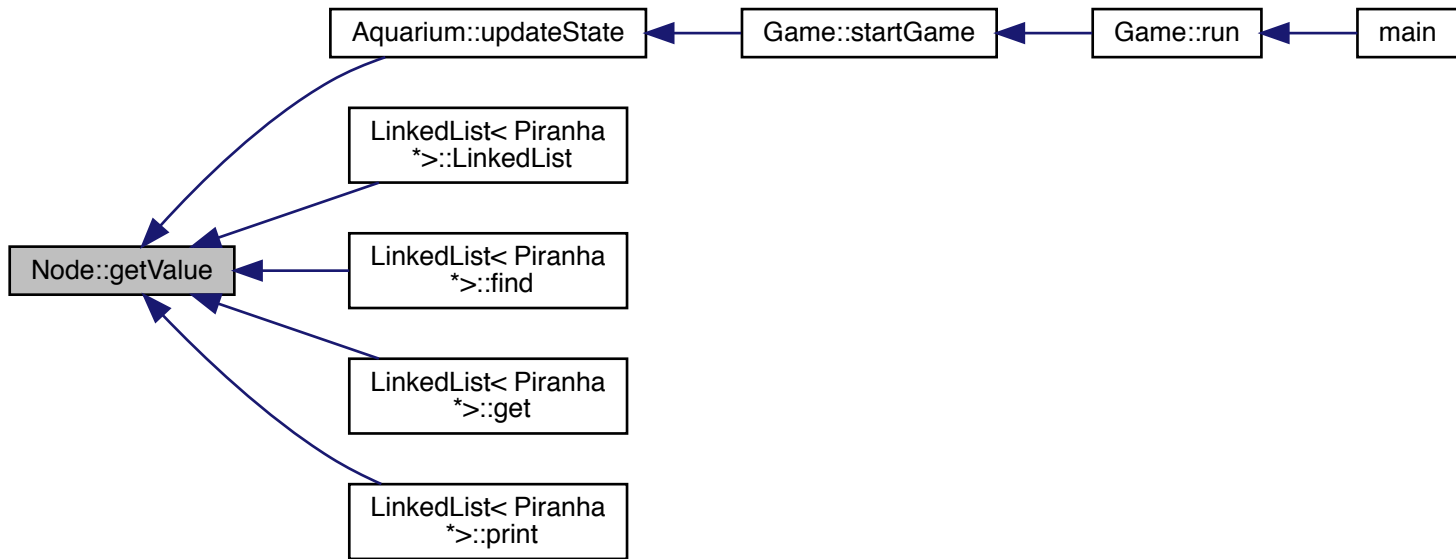 Aquarium::updateState
Game::startGame
Game::run
main
LinkedList< Piranha
*>::LinkedList
Node::getValue
LinkedList< Piranha
*>::find
LinkedList< Piranha
*>::get
LinkedList< Piranha
*>::print